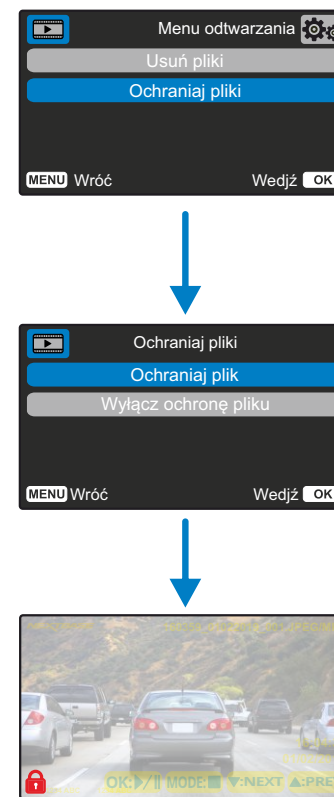 Menu odtwarzania
Usuń pliki
Ochraniaj pliki
MENU Wróć Wedjź OK
Ochraniaj pliki
Ochraniaj plik
Wyłącz ochronę pliku
MENU Wróć Wedjź OK
OK: MODE: :NEXT :PRE